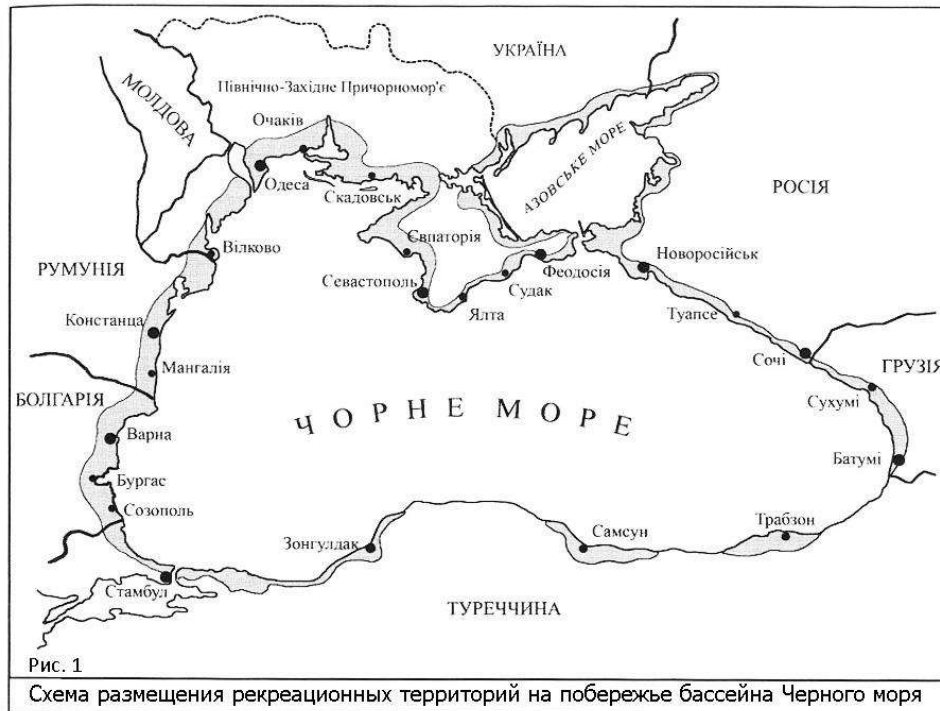 УКРАЇНА
МОЛДОВА
Північно-Західне Причорномор'є
Очаків
Одеса
Скадовськ
АЗОВСЬКЕ МОРЕ
РОСІЯ
Вілково
Євпаторія
Феодосія
Новоросійськ
РУМУНІЯ
Севастополь
Судак
Ялта
Туапсе
Констанца
Сочі
Мангалія
ГРУЗІЯ
БОЛГАРІЯ
Сухумі
ЧОРНЕ МОРЕ
Варна
Батумі
Бургас
Созополь
Трабзон
Самсун
Зонгулдак
Стамбул
ТУРЕЧЧИНА
Рис. 1
Схема размещения рекреационных территорий на побережье бассейна Черного моря